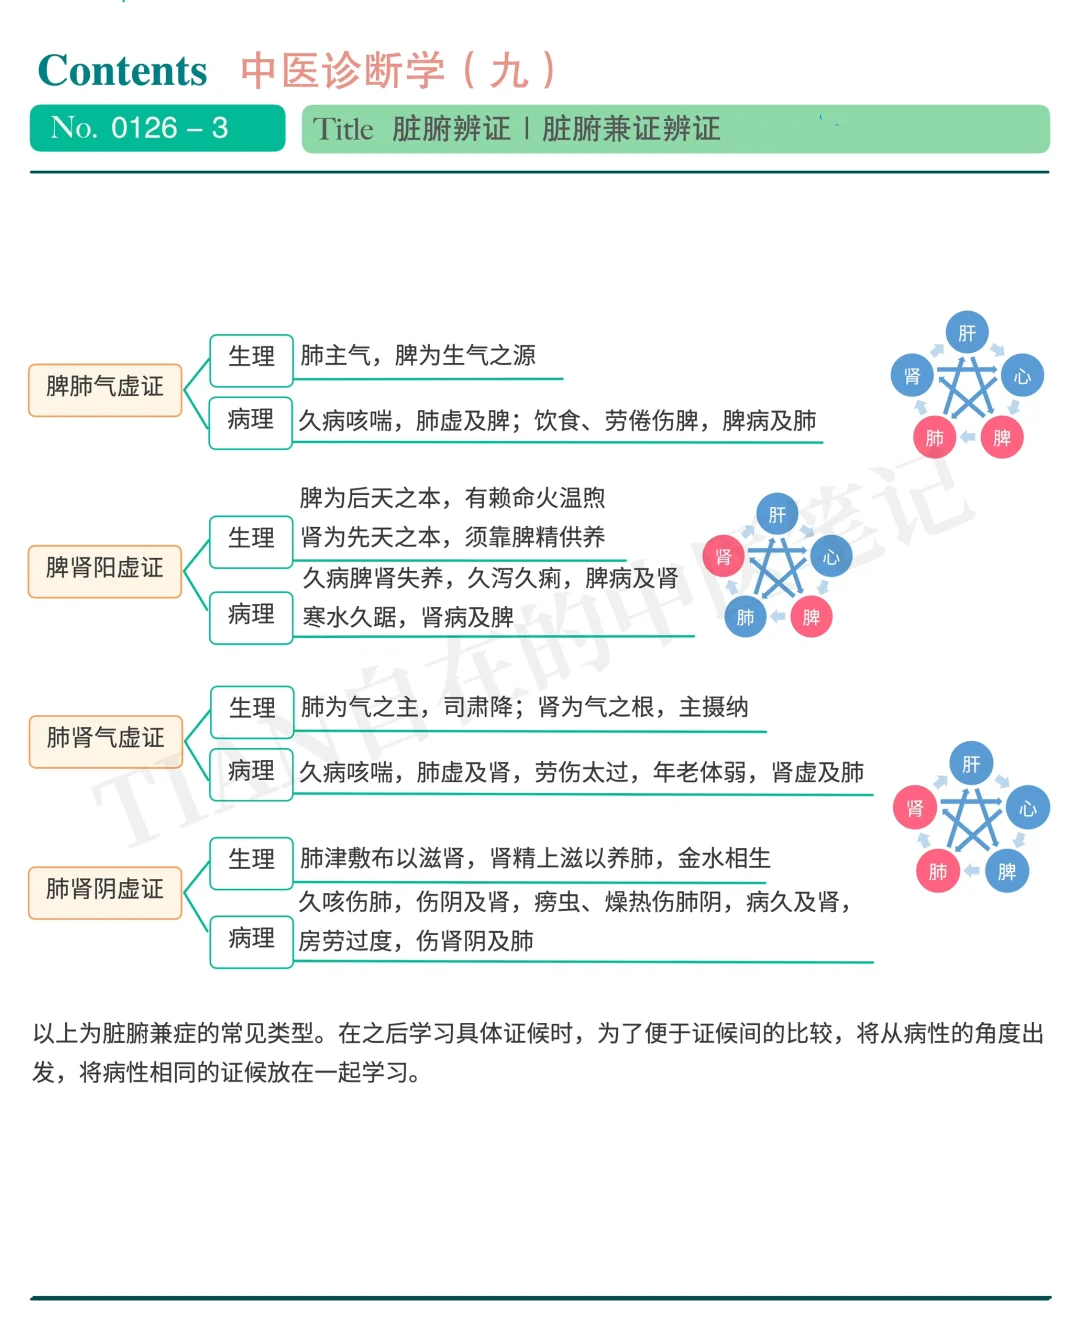 Contents 中医诊断学（九）
No. 0126 – 3
Title 脏腑辨证 | 脏腑兼证辨证
脾肺气虚证
生理
肺主气，脾为生气之源
病理
久病咳喘，肺虚及脾；饮食、劳倦伤脾，脾病及肺
肝
心
脾
肺
肾
脾肾阳虚证
生理
脾为后天之本，有赖命火温煦
肾为先天之本，须靠脾精供养
病理
久病脾肾失养，久泻久痢，脾病及肾
寒水久踞，肾病及脾
肝
心
脾
肺
肾
肺肾气虚证
生理
肺为气之主，司肃降；肾为气之根，主摄纳
病理
久病咳喘，肺虚及肾，劳伤太过，年老体弱，肾虚及肺
肺肾阴虚证
生理
肺津敷布以滋肾，肾精上滋以养肺，金水相生
病理
久咳伤肺，伤阴及肾，痨虫、燥热伤肺阴，病久及肾，
房劳过度，伤肾阴及肺
肝
心
脾
肺
肾
以上为脏腑兼症的常见类型。在之后学习具体证候时，为了便于证候间的比较，将从病性的角度出
发，将病性相同的证候放在一起学习。
TIAN自在的中医笔记